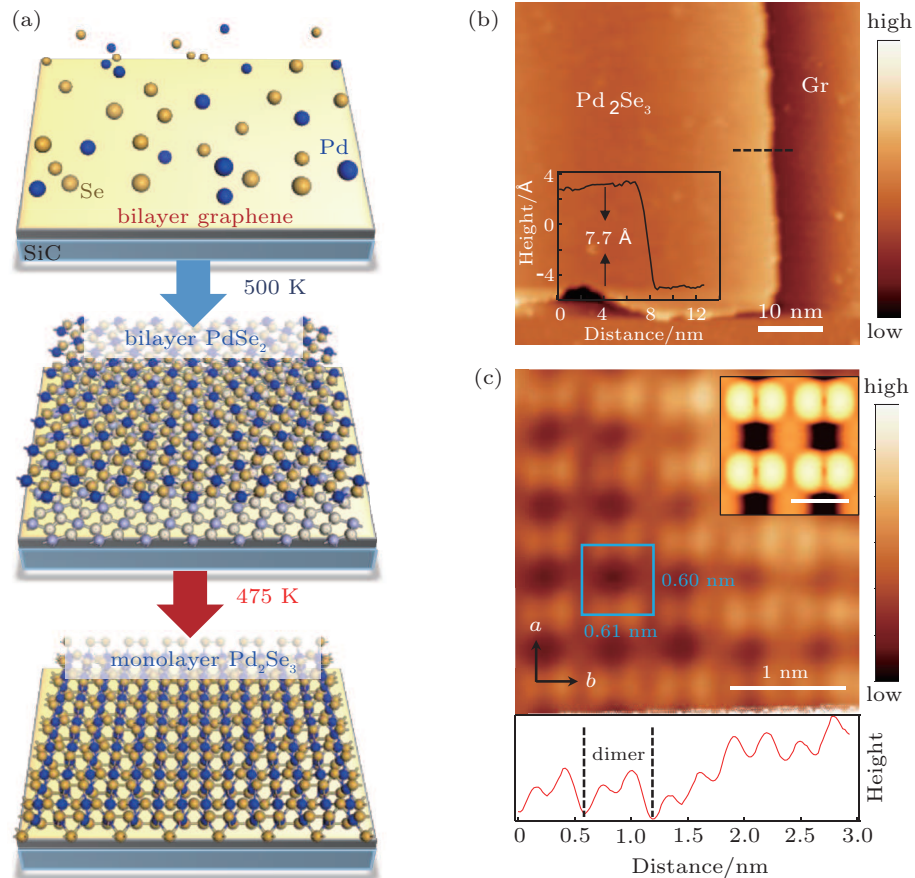 (a)
Pd
Se
bilayer graphene
SiC
500 K
bilayer PdSe₂
475 K
monolayer Pd₂Se₃
(b)
high
Pd₂Se₃
Gr
4
0
-4
Height/Å
7.7 Å
0 4 8 12
Distance/nm
10 nm
low
(c)
high
0.60 nm
0.61 nm
a
b
1 nm
low
dimer
Height
0 0.5 1.0 1.5 2.0 2.5 3.0
Distance/nm